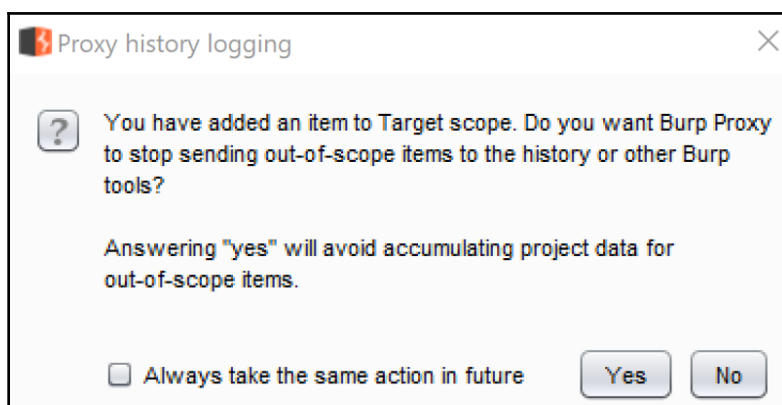 Proxy history logging
You have added an item to Target scope. Do you want Burp Proxy
to stop sending out-of-scope items to the history or other Burp
tools?
Answering "yes" will avoid accumulating project data for
out-of-scope items.
Always take the same action in future
Yes
No